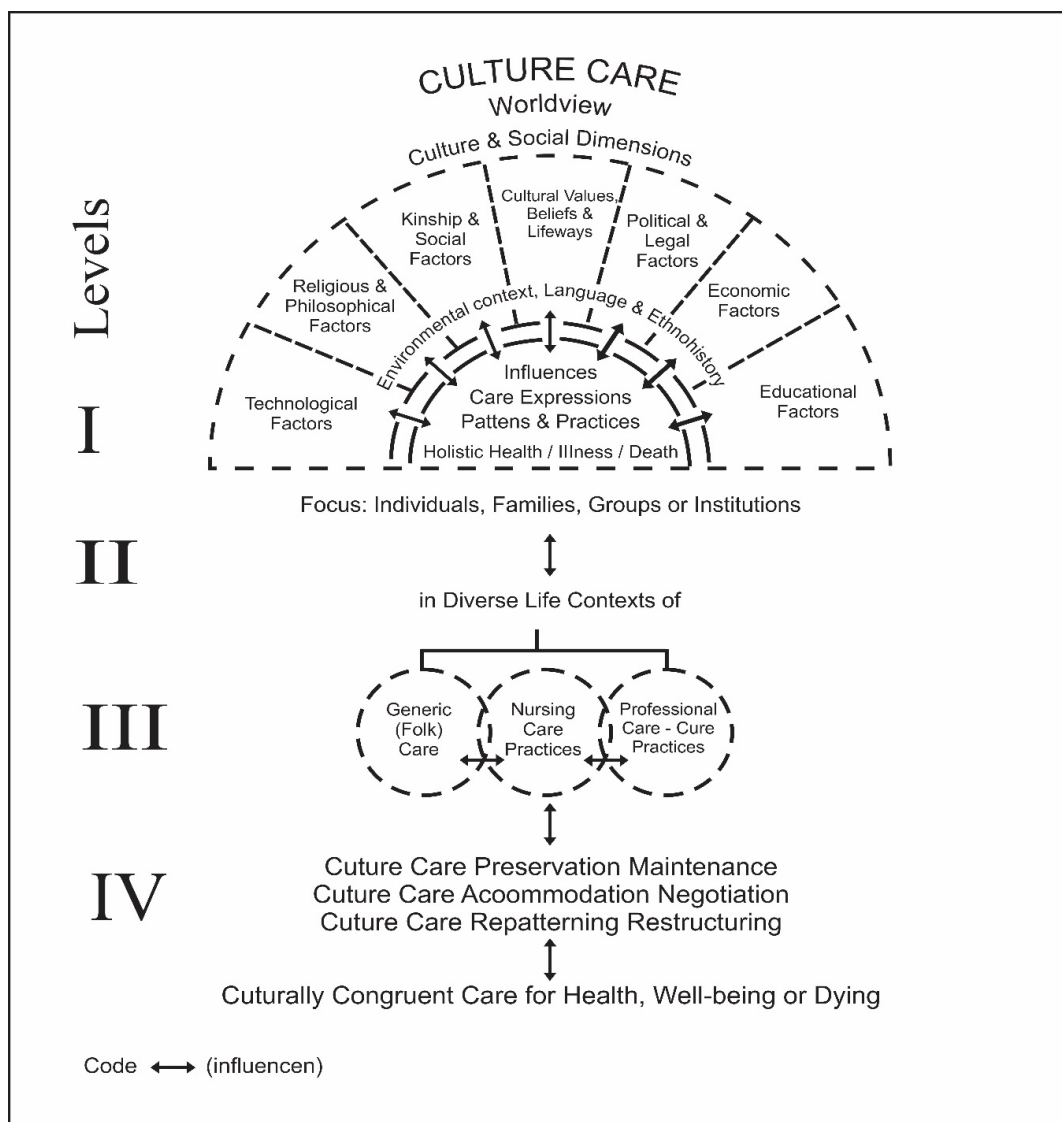 CULTURE CARE
Worldview
Culture & Social Dimensions
Cultural Values,
Beliefs &
Lifeways
Kinship &
Social
Factors
Political &
Legal
Factors
Religious &
Philosophical
Factors
Economic
Factors
Technological
Factors
Educational
Factors
Environmental context, Language & Ethnohistory
Influences
Care Expressions
Pattens & Practices
Holistic Health / Illness / Death
Levels
I
Focus: Individuals, Families, Groups or Institutions
II
in Diverse Life Contexts of
III
Generic
(Folk)
Care
Nursing
Care
Practices
Professional
Care - Cure
Practices
IV
Cuture Care Preservation Maintenance
Cuture Care Acoommodation Negotiation
Cuture Care Repatterning Restructuring
Cuturally Congruent Care for Health, Well-being or Dying
Code ↔ (influencen)